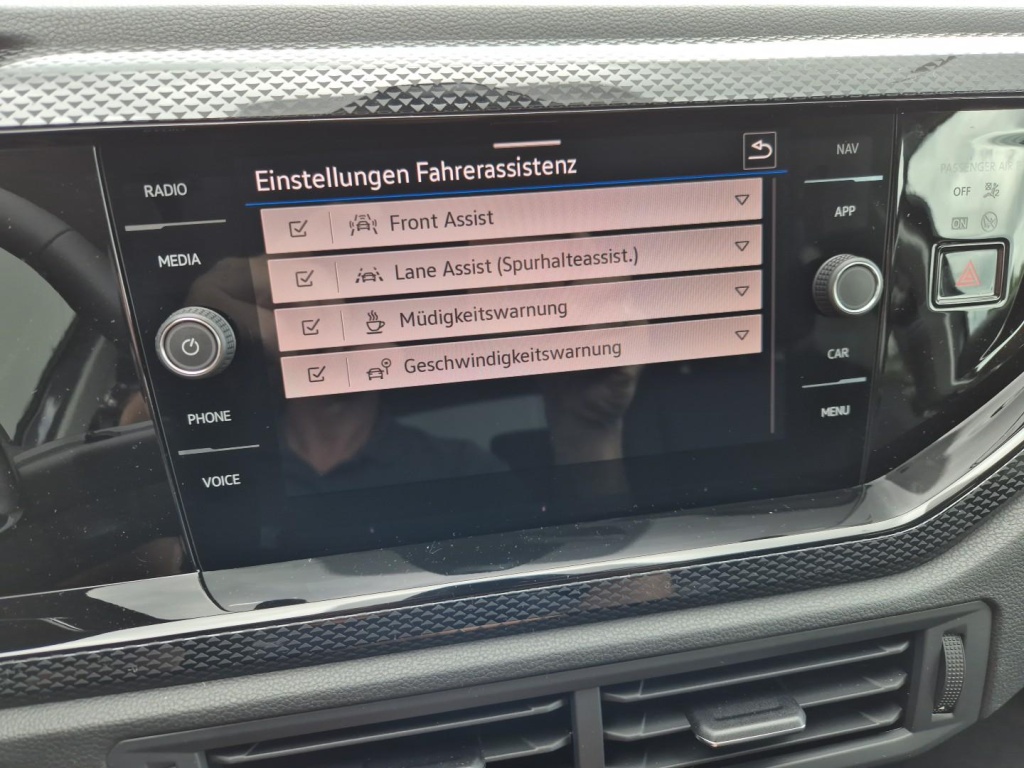 Einstellungen Fahrerassistenz
Front Assist
Lane Assist (Spurhalteassist.)
Müdigkeitswarnung
Geschwindigkeitswarnung
RADIO
MEDIA
PHONE
VOICE
NAV
APP
CAR
MENU
PASSENGER AIR
OFF
ON